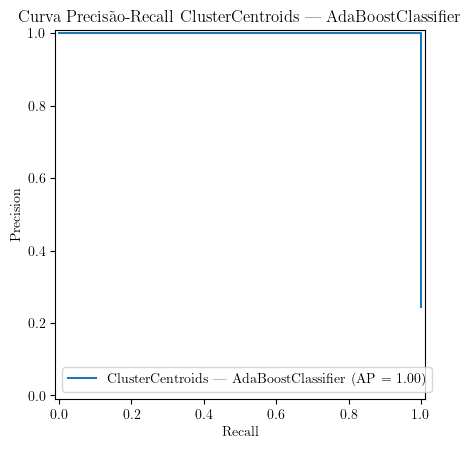 Curva Precisão-Recall ClusterCentroids — AdaBoostClassifier
1.0
0.8
0.6
0.4
0.2
0.0
Precision
ClusterCentroids — AdaBoostClassifier (AP = 1.00)
0.0 0.2 0.4 0.6 0.8 1.0
Recall